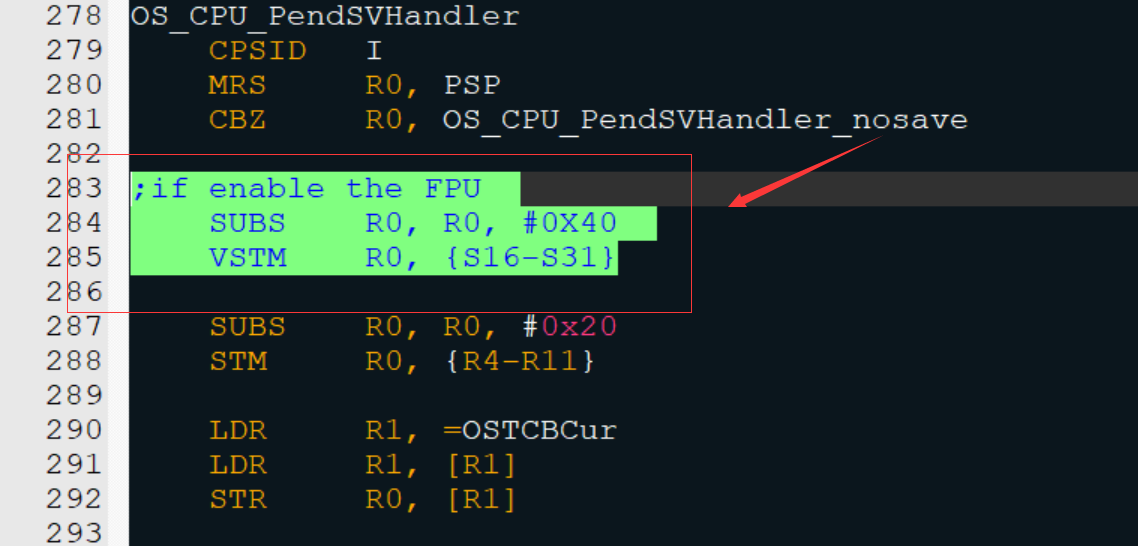 278 OS_CPU_PendSVHandler
279     CPSID   I
280     MRS     R0, PSP
281     CBZ     R0, OS_CPU_PendSVHandler_nosave
282
283 ;if enable the FPU
284     SUBS    R0, R0, #0X40
285     VSTM    R0, {S16-S31}
286
287     SUBS    R0, R0, #0x20
288     STM     R0, {R4-R11}
289
290     LDR     R1, =OSTCBCur
291     LDR     R1, [R1]
292     STR     R0, [R1]
293